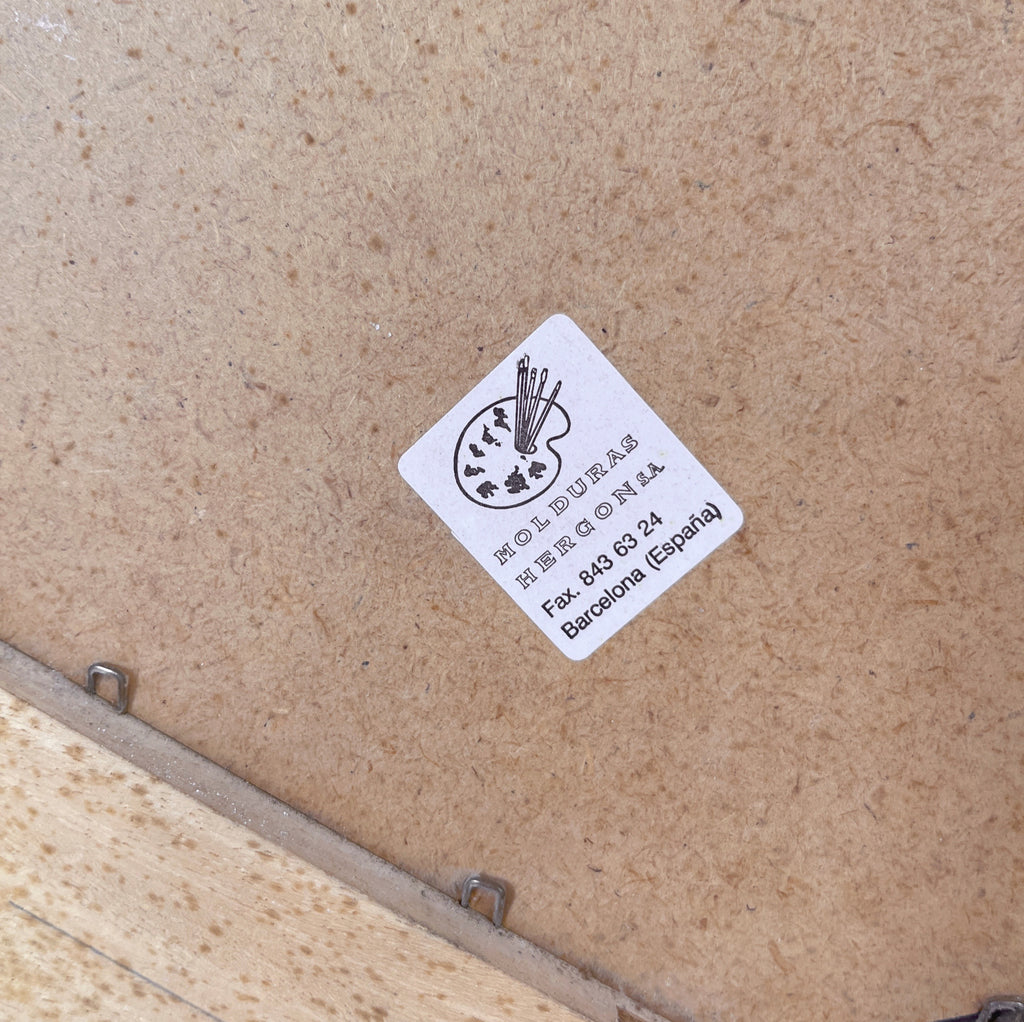 MOLDURAS
HERGON S.A.
Fax. 843 63 24
Barcelona (España)